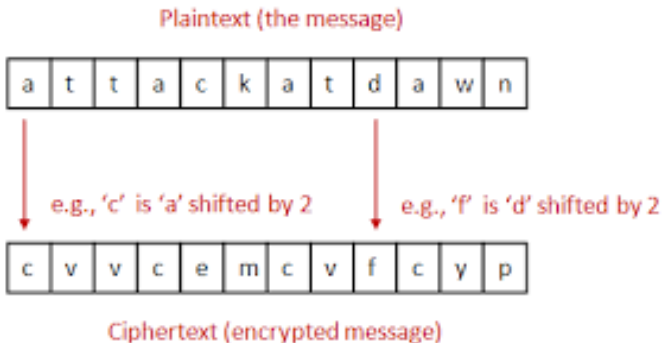 Plaintext (the message)
a t t a c k a t d a w n
e.g., 'c' is 'a' shifted by 2 e.g., 'f' is 'd' shifted by 2
c v v c e m c v f c y p
Ciphertext (encrypted message)